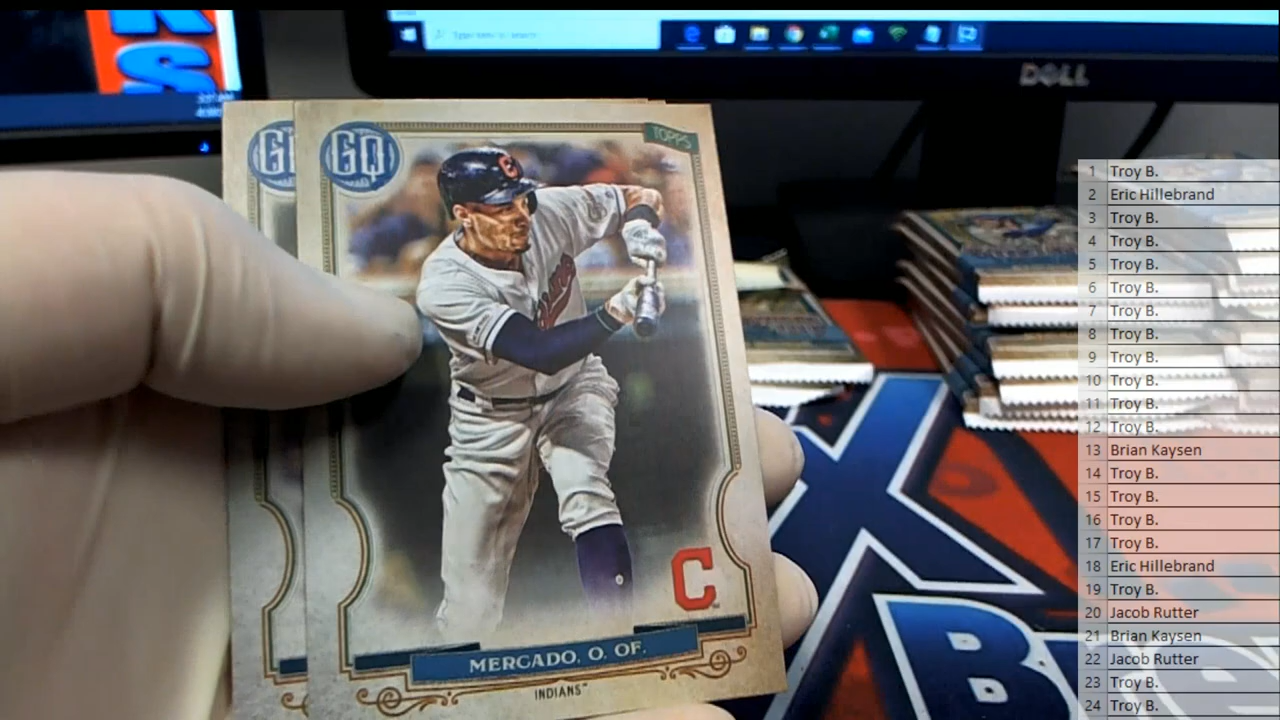 KS
Type here to search
DELL
GQ
GQ
TOPPS
C
C
MERCADO, O. OF.
INDIANS
X
B
1 Troy B.
2 Eric Hillebrand
3 Troy B.
4 Troy B.
5 Troy B.
6 Troy B.
7 Troy B.
8 Troy B.
9 Troy B.
10 Troy B.
11 Troy B.
12 Troy B.
13 Brian Kaysen
14 Troy B.
15 Troy B.
16 Troy B.
17 Troy B.
18 Eric Hillebrand
19 Troy B.
20 Jacob Rutter
21 Brian Kaysen
22 Jacob Rutter
23 Troy B.
24 Troy B.